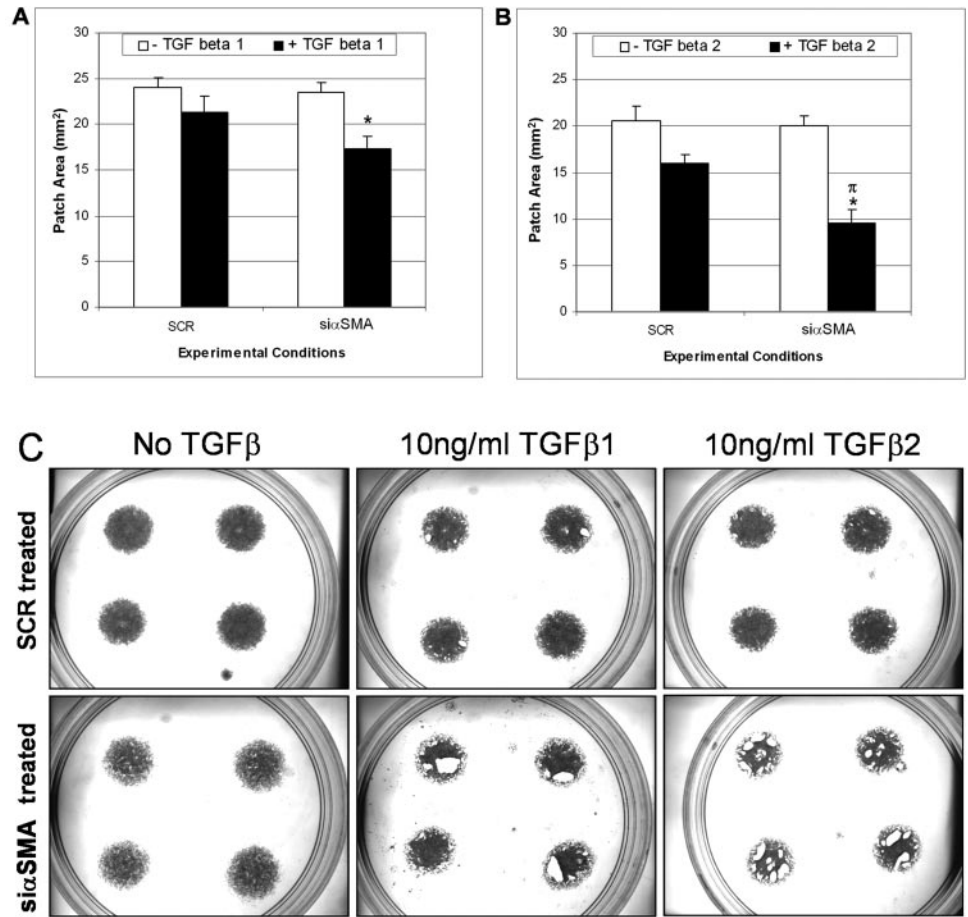 A
- TGF beta 1 + TGF beta 1
30
25
20
15
10
5
0
Patch Area (mm²)
*
SCR siαSMA
Experimental Conditions
B
- TGF beta 2 + TGF beta 2
30
25
20
15
10
5
0
Patch Area (mm²)
π
*
SCR siαSMA
Experimental Conditions
C
No TGFβ 10ng/ml TGFβ1 10ng/ml TGFβ2
SCR treated
siαSMA treated